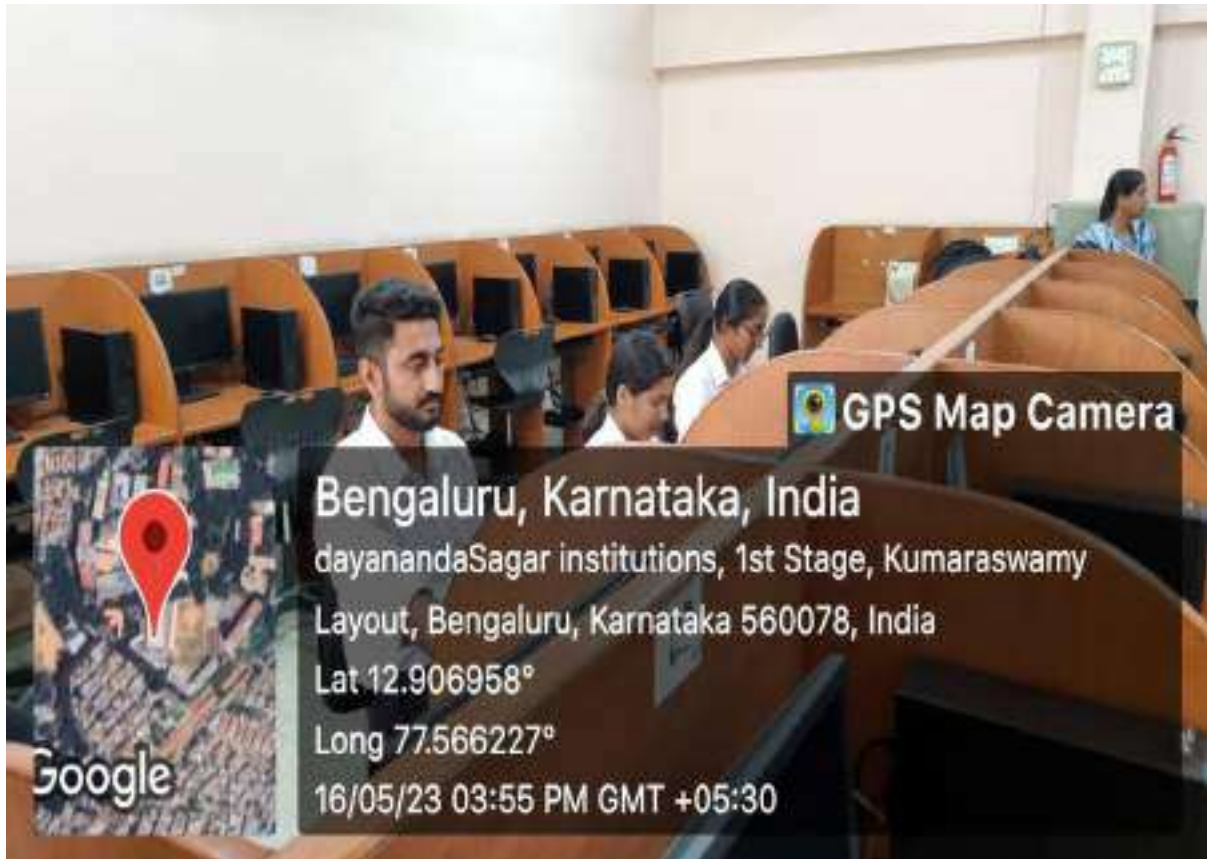 GPS Map Camera
Bengaluru, Karnataka, India
dayanandaSagar institutions, 1st Stage, Kumaraswamy
Layout, Bengaluru, Karnataka 560078, India
Lat 12.906958°
Long 77.566227°
16/05/23 03:55 PM GMT +05:30
Google